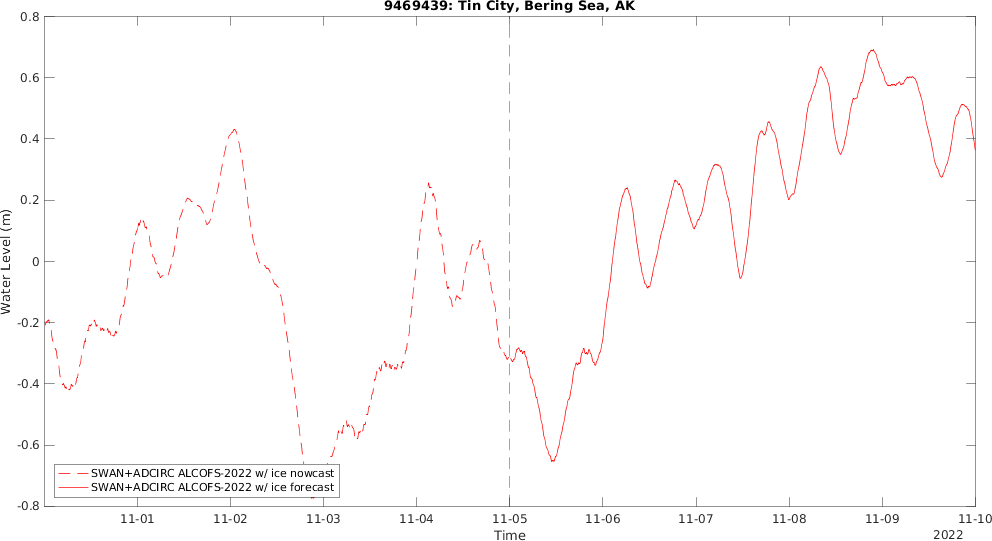 9469439: Tin City, Bering Sea, AK
0.8
0.6
0.4
0.2
0
-0.2
-0.4
-0.6
-0.8
Water Level (m)
SWAN+ADCIRC ALCOFS-2022 w/ ice nowcast
SWAN+ADCIRC ALCOFS-2022 w/ ice forecast
11-01 11-02 11-03 11-04 11-05 11-06 11-07 11-08 11-09 11-10
Time
2022